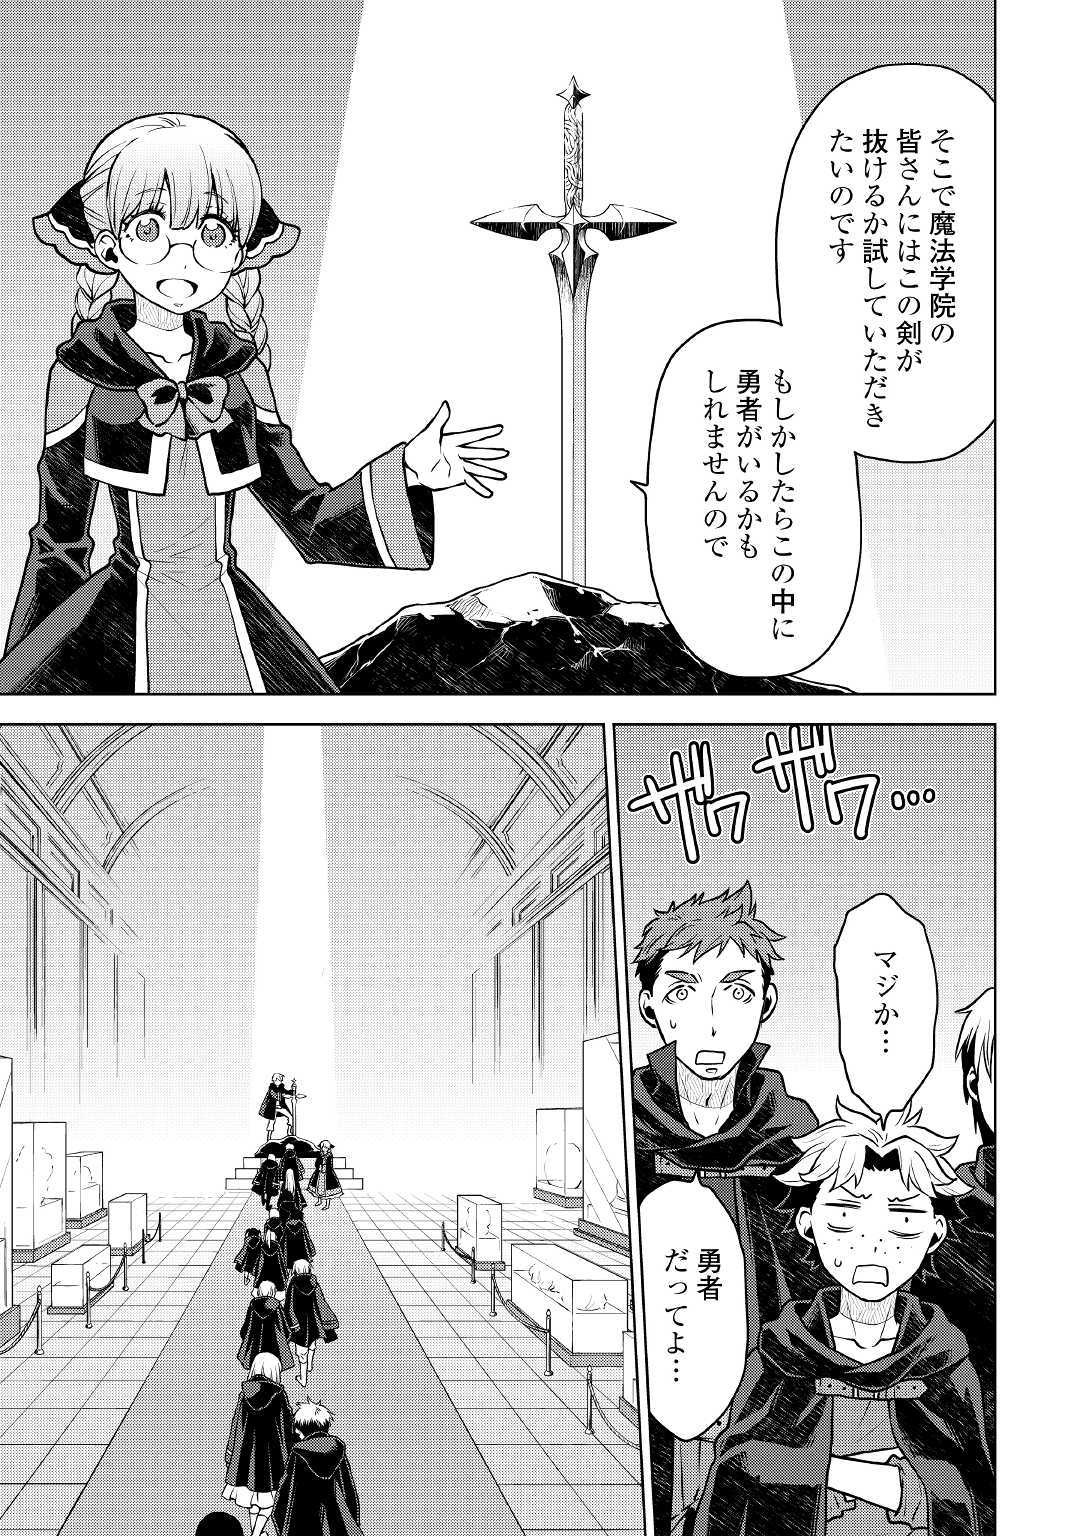 そこで魔法学院の
皆さんにはこの剣が
抜けるか試していただき
たいのです
もしかしたらこの中に
勇者がいるかも
しれませんので
ザワ
ザワ…
マジか…
勇者
だってよ…